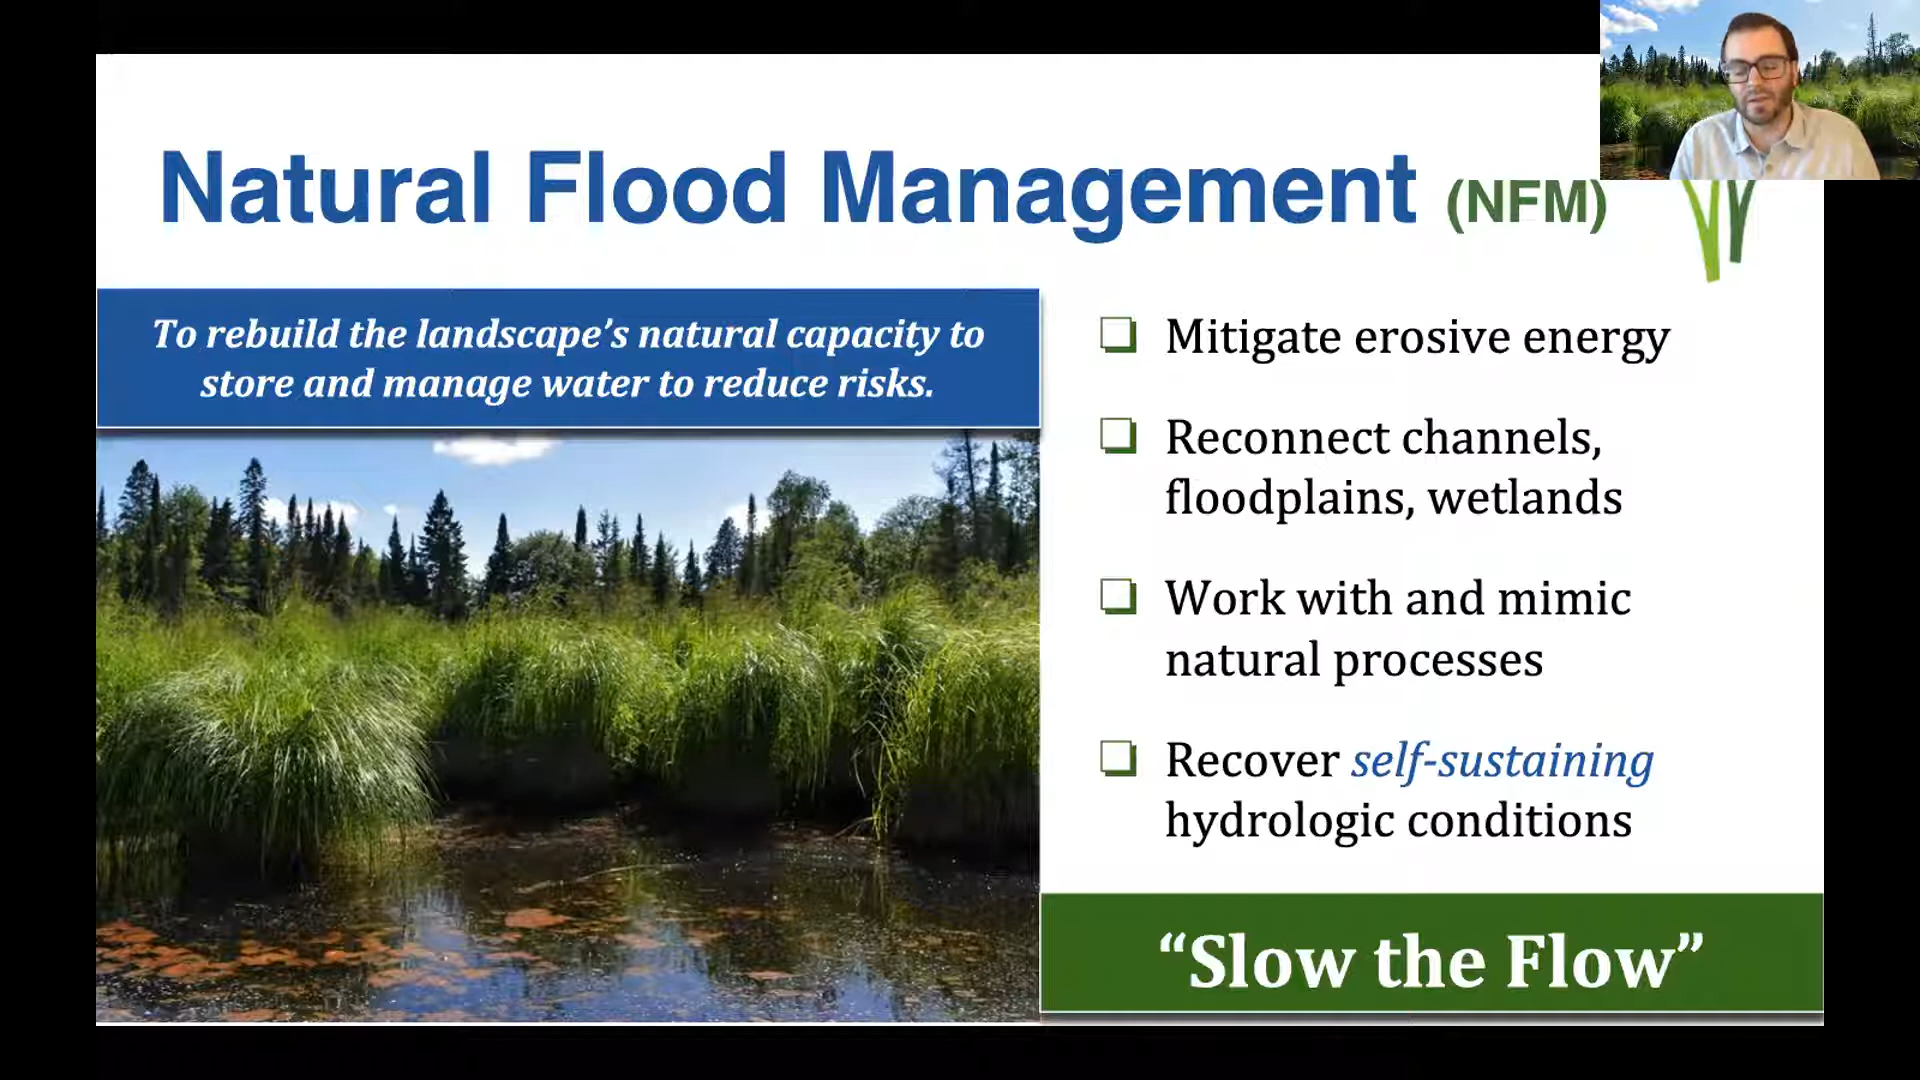 Natural Flood Management (NFM)
To rebuild the landscape’s natural capacity to
store and manage water to reduce risks.
Mitigate erosive energy
Reconnect channels,
floodplains, wetlands
Work with and mimic
natural processes
Recover self-sustaining
hydrologic conditions
“Slow the Flow”